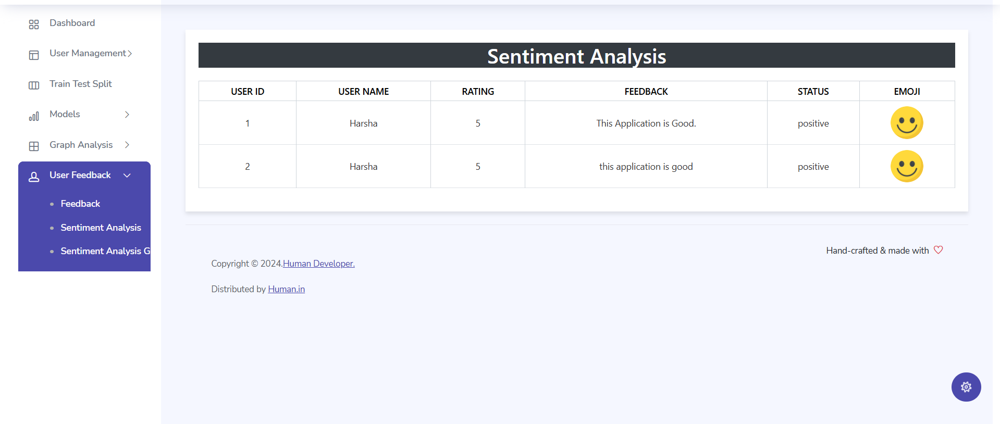 Dashboard
User Management
Train Test Split
Models
Graph Analysis
User Feedback
Feedback
Sentiment Analysis
Sentiment Analysis G
Sentiment Analysis
USER ID USER NAME RATING FEEDBACK STATUS EMOJI
1 Harsha 5 This Application is Good. positive
2 Harsha 5 this application is good positive
Hand-crafted & made with
Copyright © 2024.Human Developer.
Distributed by Human.in